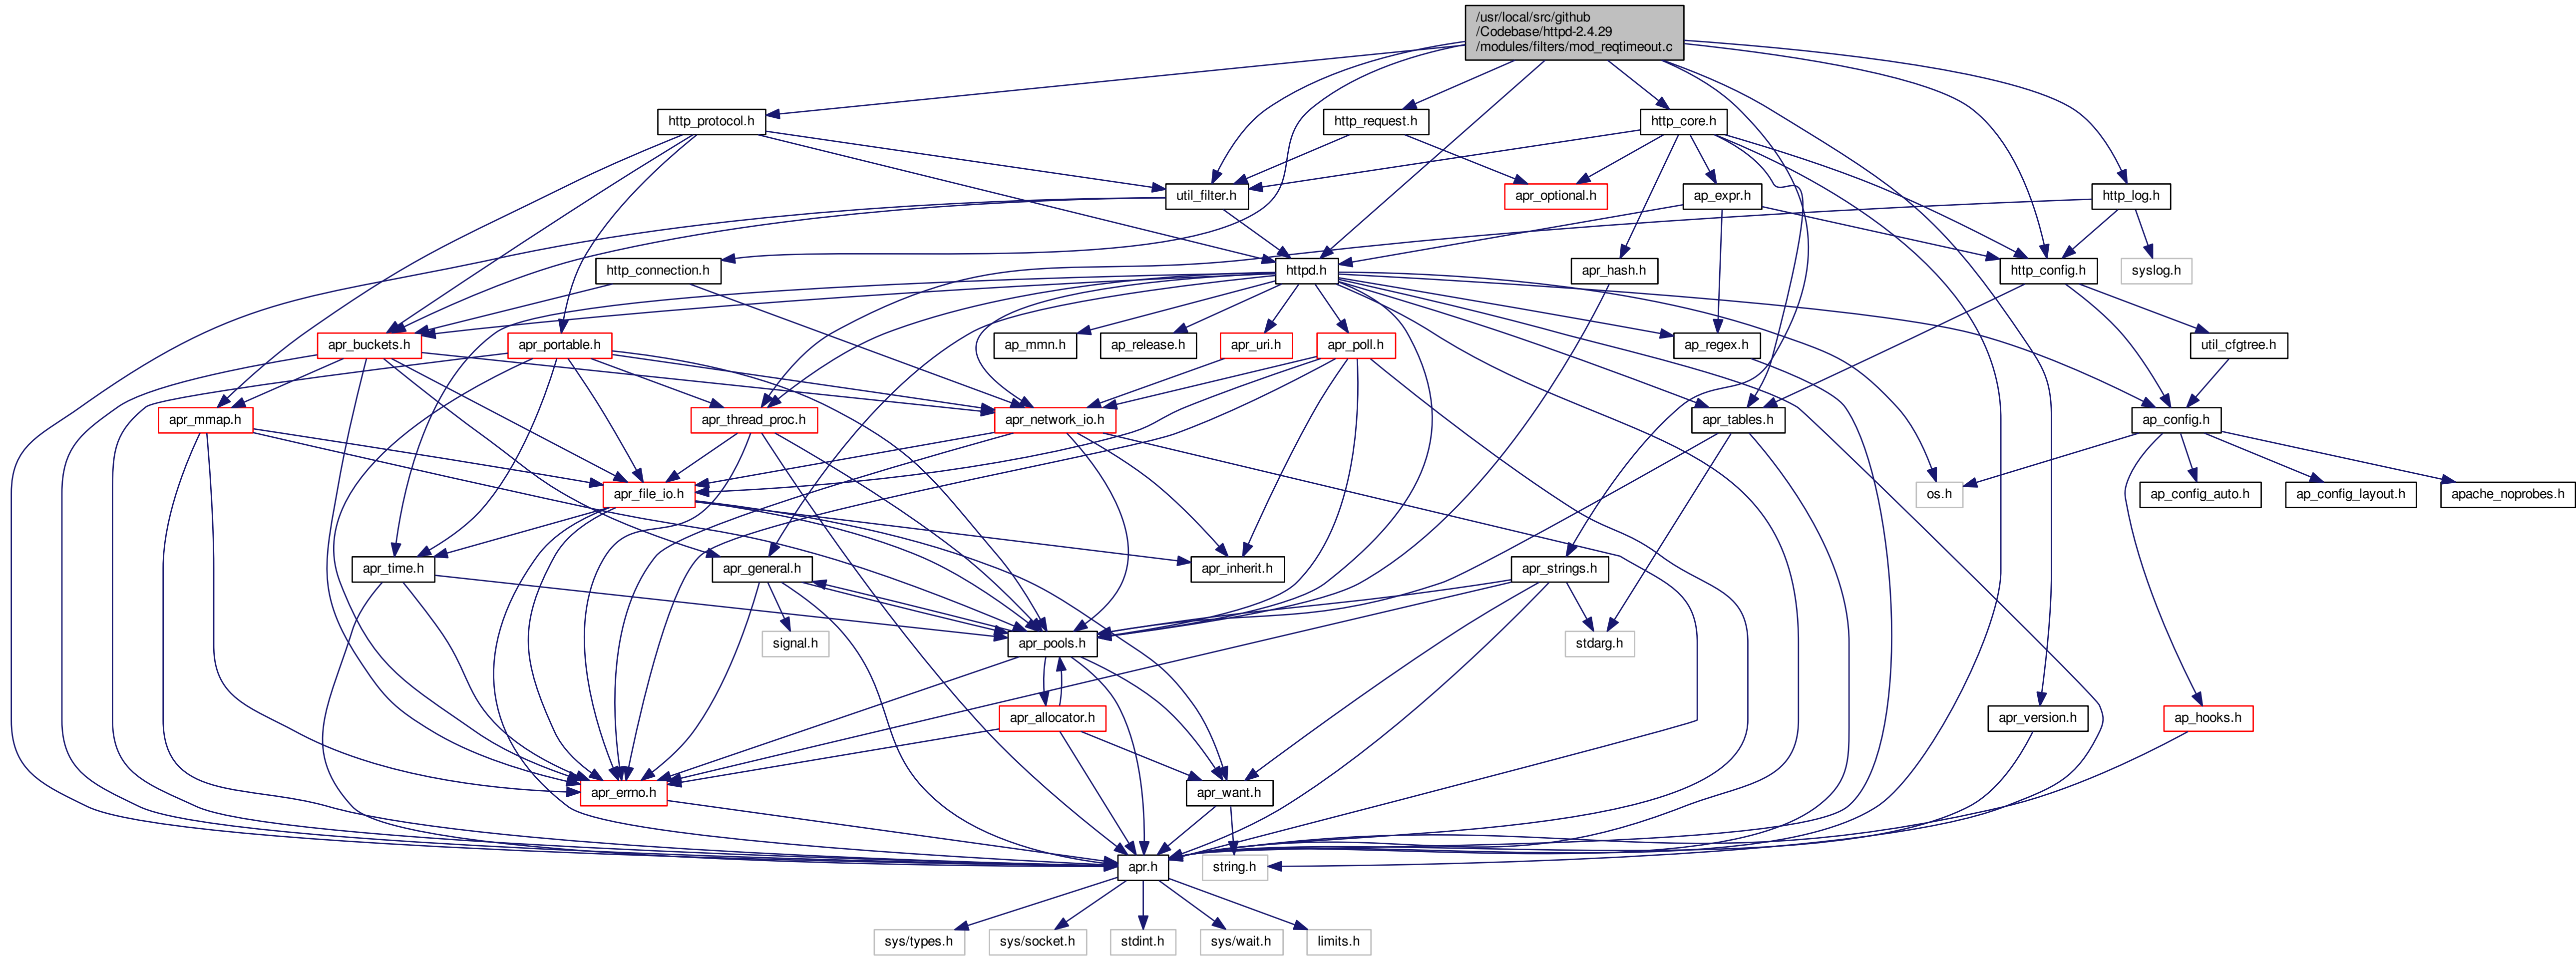 /usr/local/src/github
/Codebase/httpd-2.4.29
/modules/filters/mod_reqtimeout.c
http_protocol.h
http_request.h
http_core.h
util_filter.h
apr_optional.h
ap_expr.h
http_log.h
http_connection.h
httpd.h
apr_hash.h
http_config.h
syslog.h
apr_buckets.h
apr_portable.h
ap_mmn.h
ap_release.h
apr_uri.h
apr_poll.h
ap_regex.h
util_cfgtree.h
apr_mmap.h
apr_thread_proc.h
apr_network_io.h
apr_tables.h
ap_config.h
apr_file_io.h
os.h
ap_config_auto.h
ap_config_layout.h
apache_noprobes.h
apr_time.h
apr_general.h
apr_inherit.h
apr_strings.h
signal.h
apr_pools.h
stdarg.h
apr_allocator.h
apr_version.h
ap_hooks.h
apr_errno.h
apr_want.h
apr.h
string.h
sys/types.h
sys/socket.h
stdint.h
sys/wait.h
limits.h